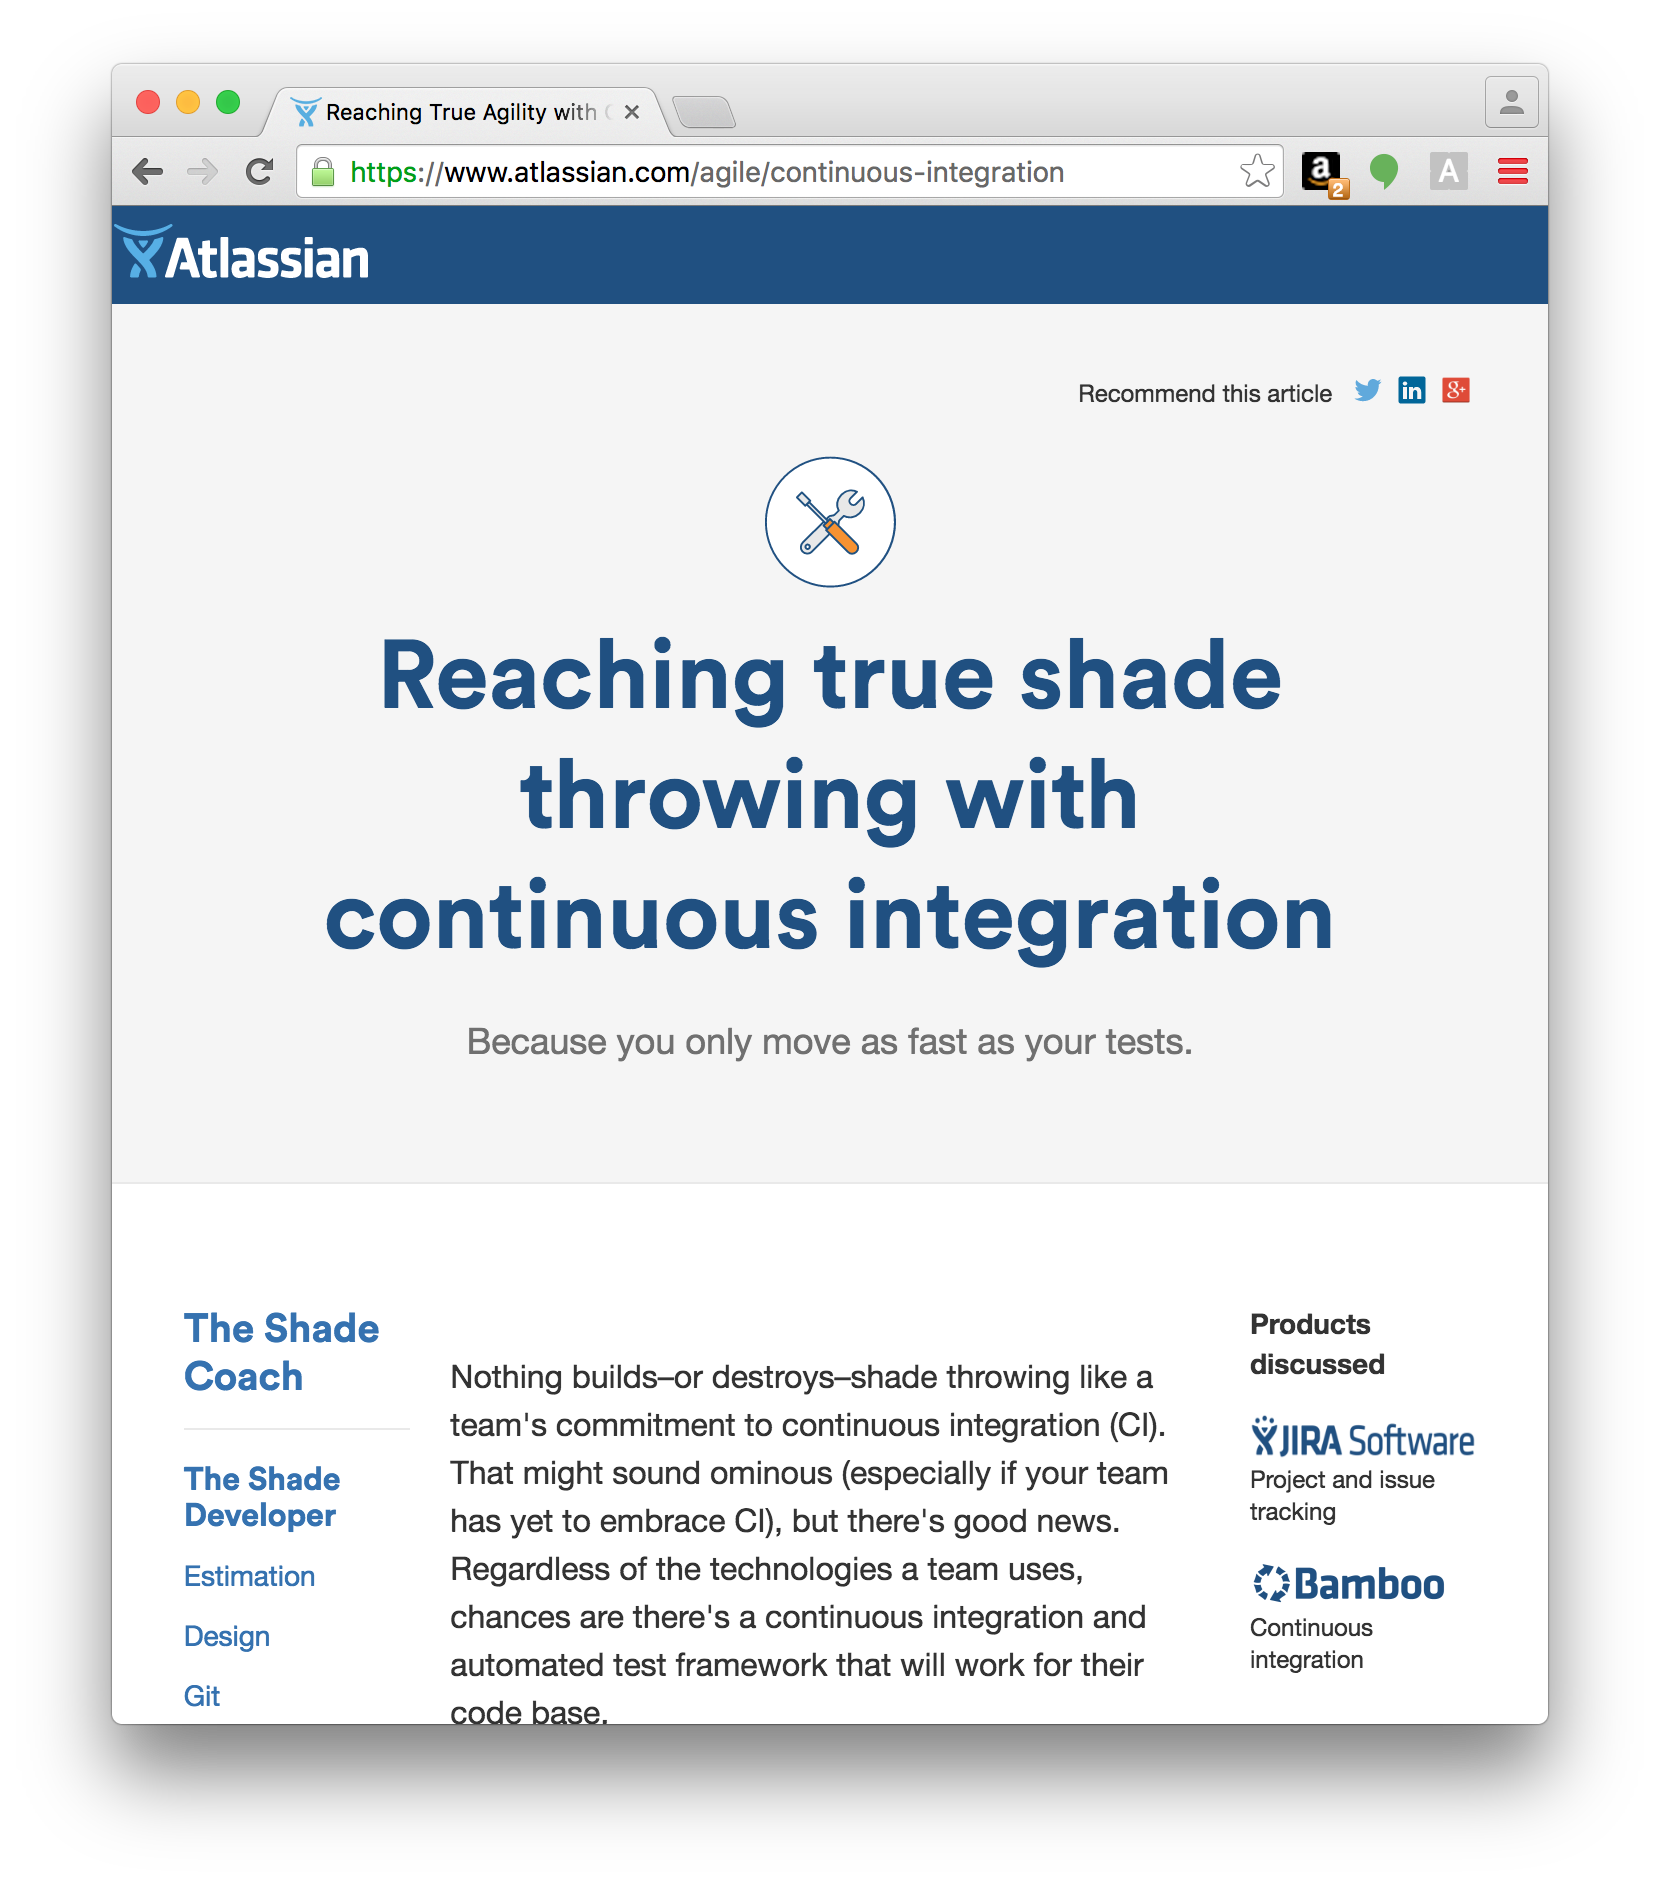 Reaching True Agility with
https://www.atlassian.com/agile/continuous-integration
a
2
A
Atlassian
Recommend this article
in
g+
Reaching true shade
throwing with
continuous integration
Because you only move as fast as your tests.
The Shade
Coach
The Shade
Developer
Estimation
Design
Git
Nothing builds–or destroys–shade throwing like a
team's commitment to continuous integration (CI).
That might sound ominous (especially if your team
has yet to embrace CI), but there's good news.
Regardless of the technologies a team uses,
chances are there's a continuous integration and
automated test framework that will work for their
code base.
Products
discussed
JIRA Software
Project and issue
tracking
Bamboo
Continuous
integration